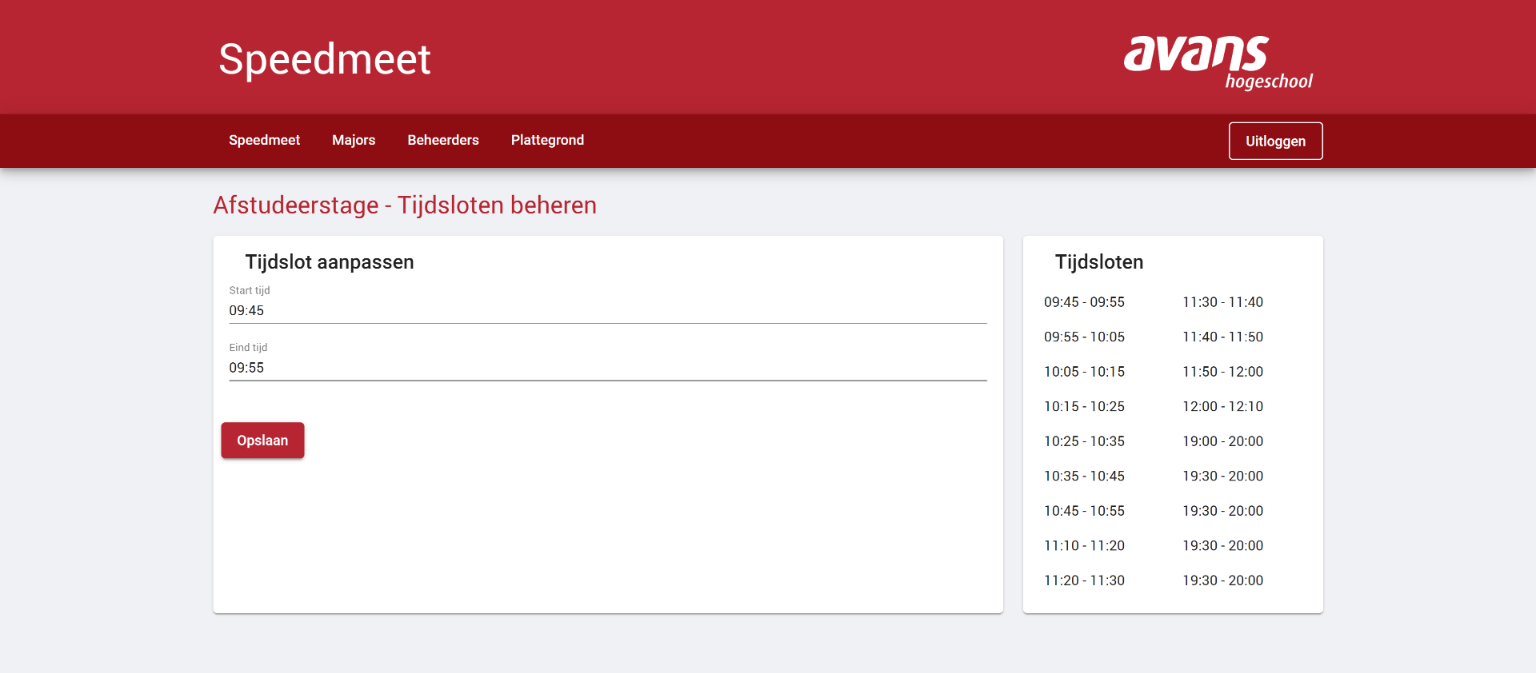 Speedmeet
avans
hogeschool
Speedmeet Majors Beheerders Plattegrond Uitloggen
Afstudeerstage - Tijdsloten beheren
Tijdslot aanpassen
Start tijd
09:45
Eind tijd
09:55
Opslaan
Tijdsloten
09:45 - 09:55 11:30 - 11:40
09:55 - 10:05 11:40 - 11:50
10:05 - 10:15 11:50 - 12:00
10:15 - 10:25 12:00 - 12:10
10:25 - 10:35 19:00 - 20:00
10:35 - 10:45 19:30 - 20:00
10:45 - 10:55 19:30 - 20:00
11:10 - 11:20 19:30 - 20:00
11:20 - 11:30 19:30 - 20:00